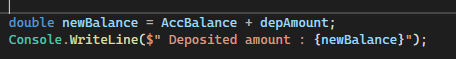 double newBalance = AccBalance + depAmount;
Console.WriteLine($" Deposited amount : {newBalance}");